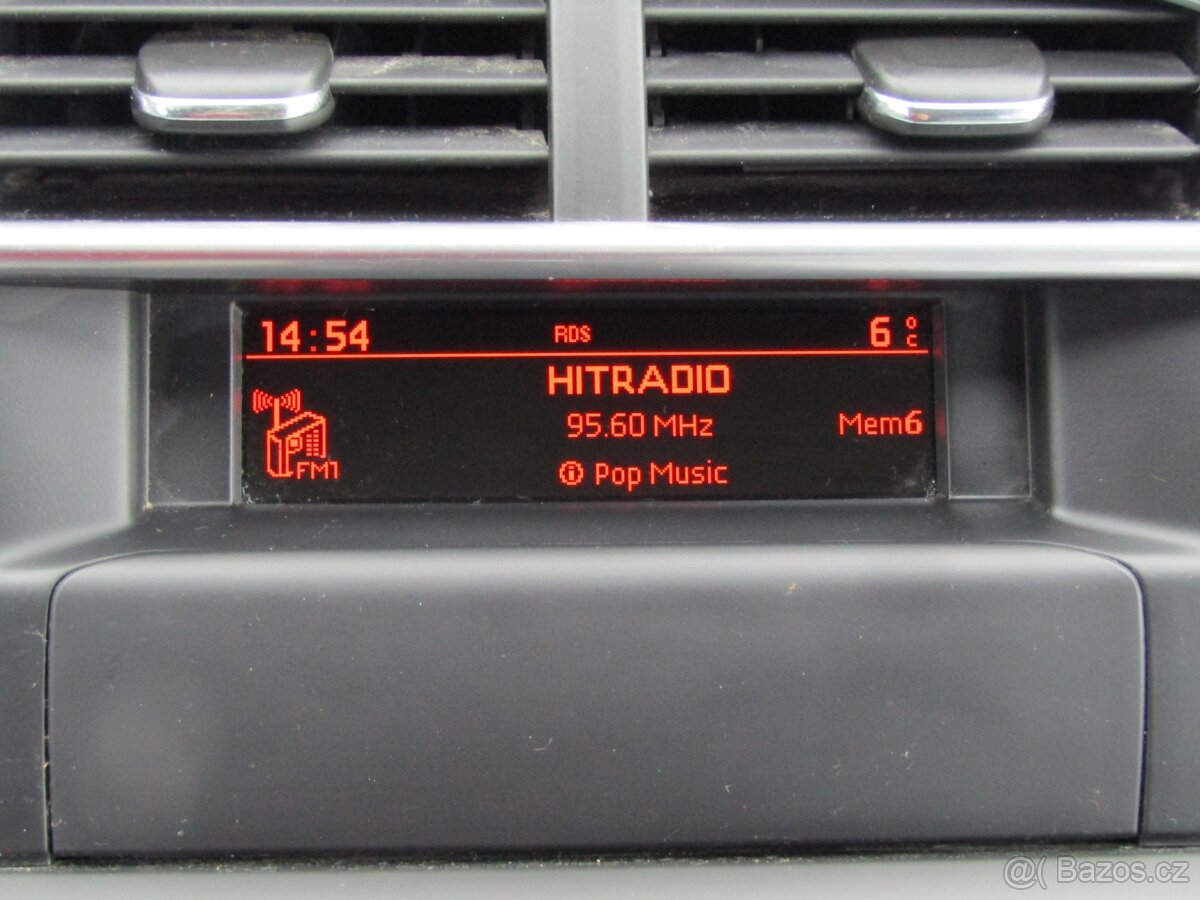 14:54 RDS 6 °C
HITRADIO
95.60 MHz Mem6
FM1 Pop Music
@( Bazos.cz